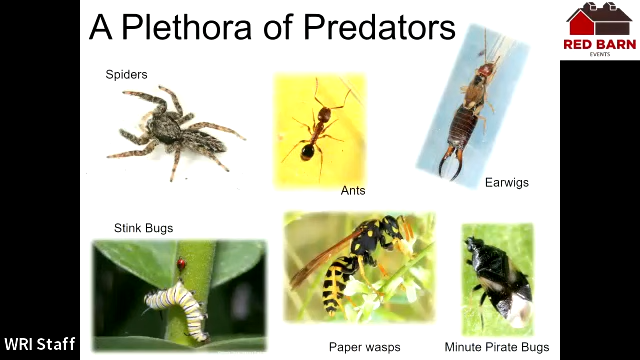 A Plethora of Predators
RED BARN
EVENTS
Spiders
Ants
Earwigs
Stink Bugs
Paper wasps
Minute Pirate Bugs
WRI Staff